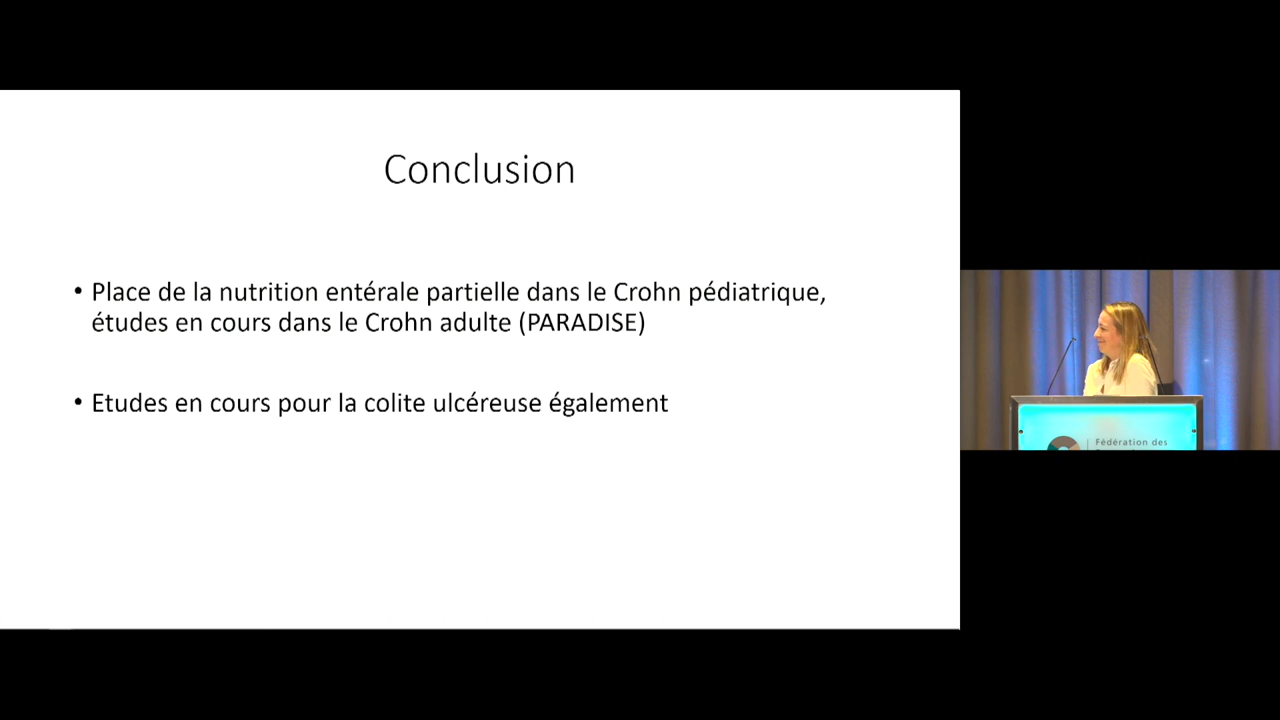 Conclusion
• Place de la nutrition entérale partielle dans le Crohn pédiatrique,
études en cours dans le Crohn adulte (PARADISE)
• Etudes en cours pour la colite ulcéreuse également
Fédération des